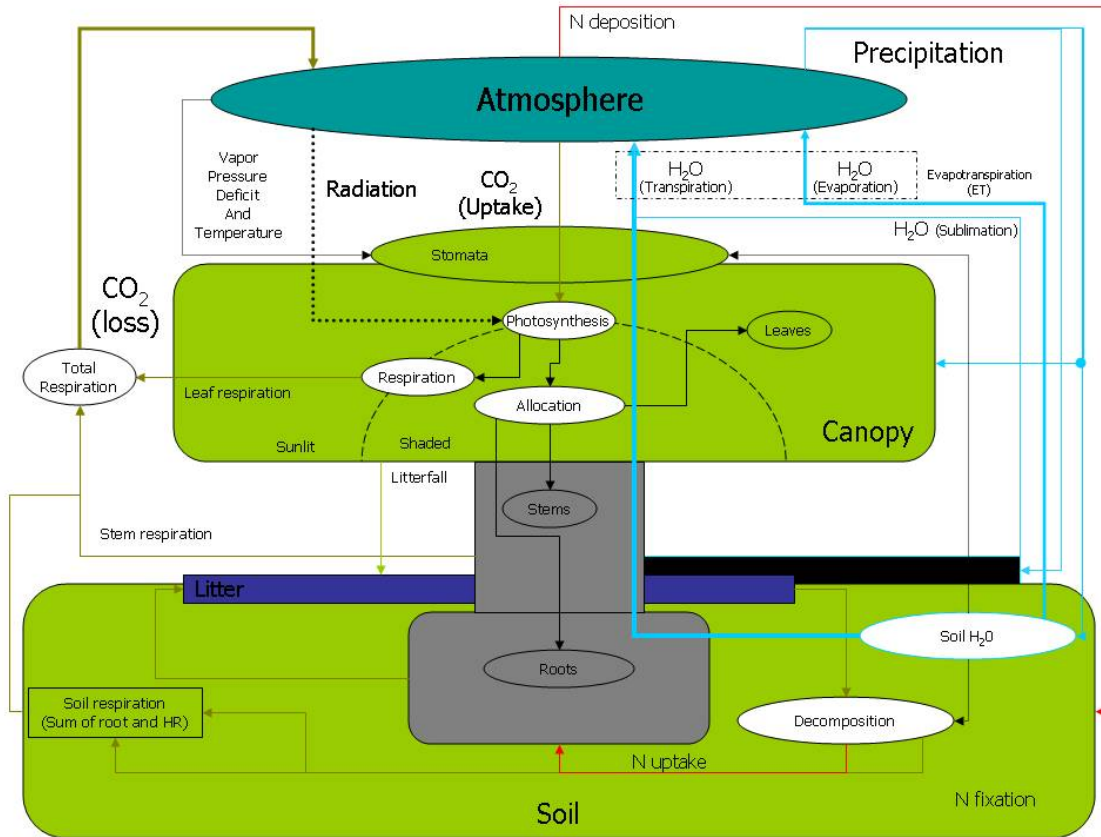 N deposition
Precipitation
Atmosphere
Vapor
Pressure
Deficit
And
Temperature
Radiation
CO₂
(Uptake)
H₂O
(Transpiration)
H₂O
(Evaporation)
Evapotranspiration
(ET)
H₂O (Sublimation)
Stomata
CO₂
(loss)
Photosynthesis
Leaves
Total
Respiration
Respiration
Leaf respiration
Allocation
Canopy
Sunlit
Shaded
Litterfall
Stems
Stem respiration
Litter
Soil H₂0
Roots
Soil respiration
(Sum of root and HR)
Decomposition
N uptake
N fixation
Soil